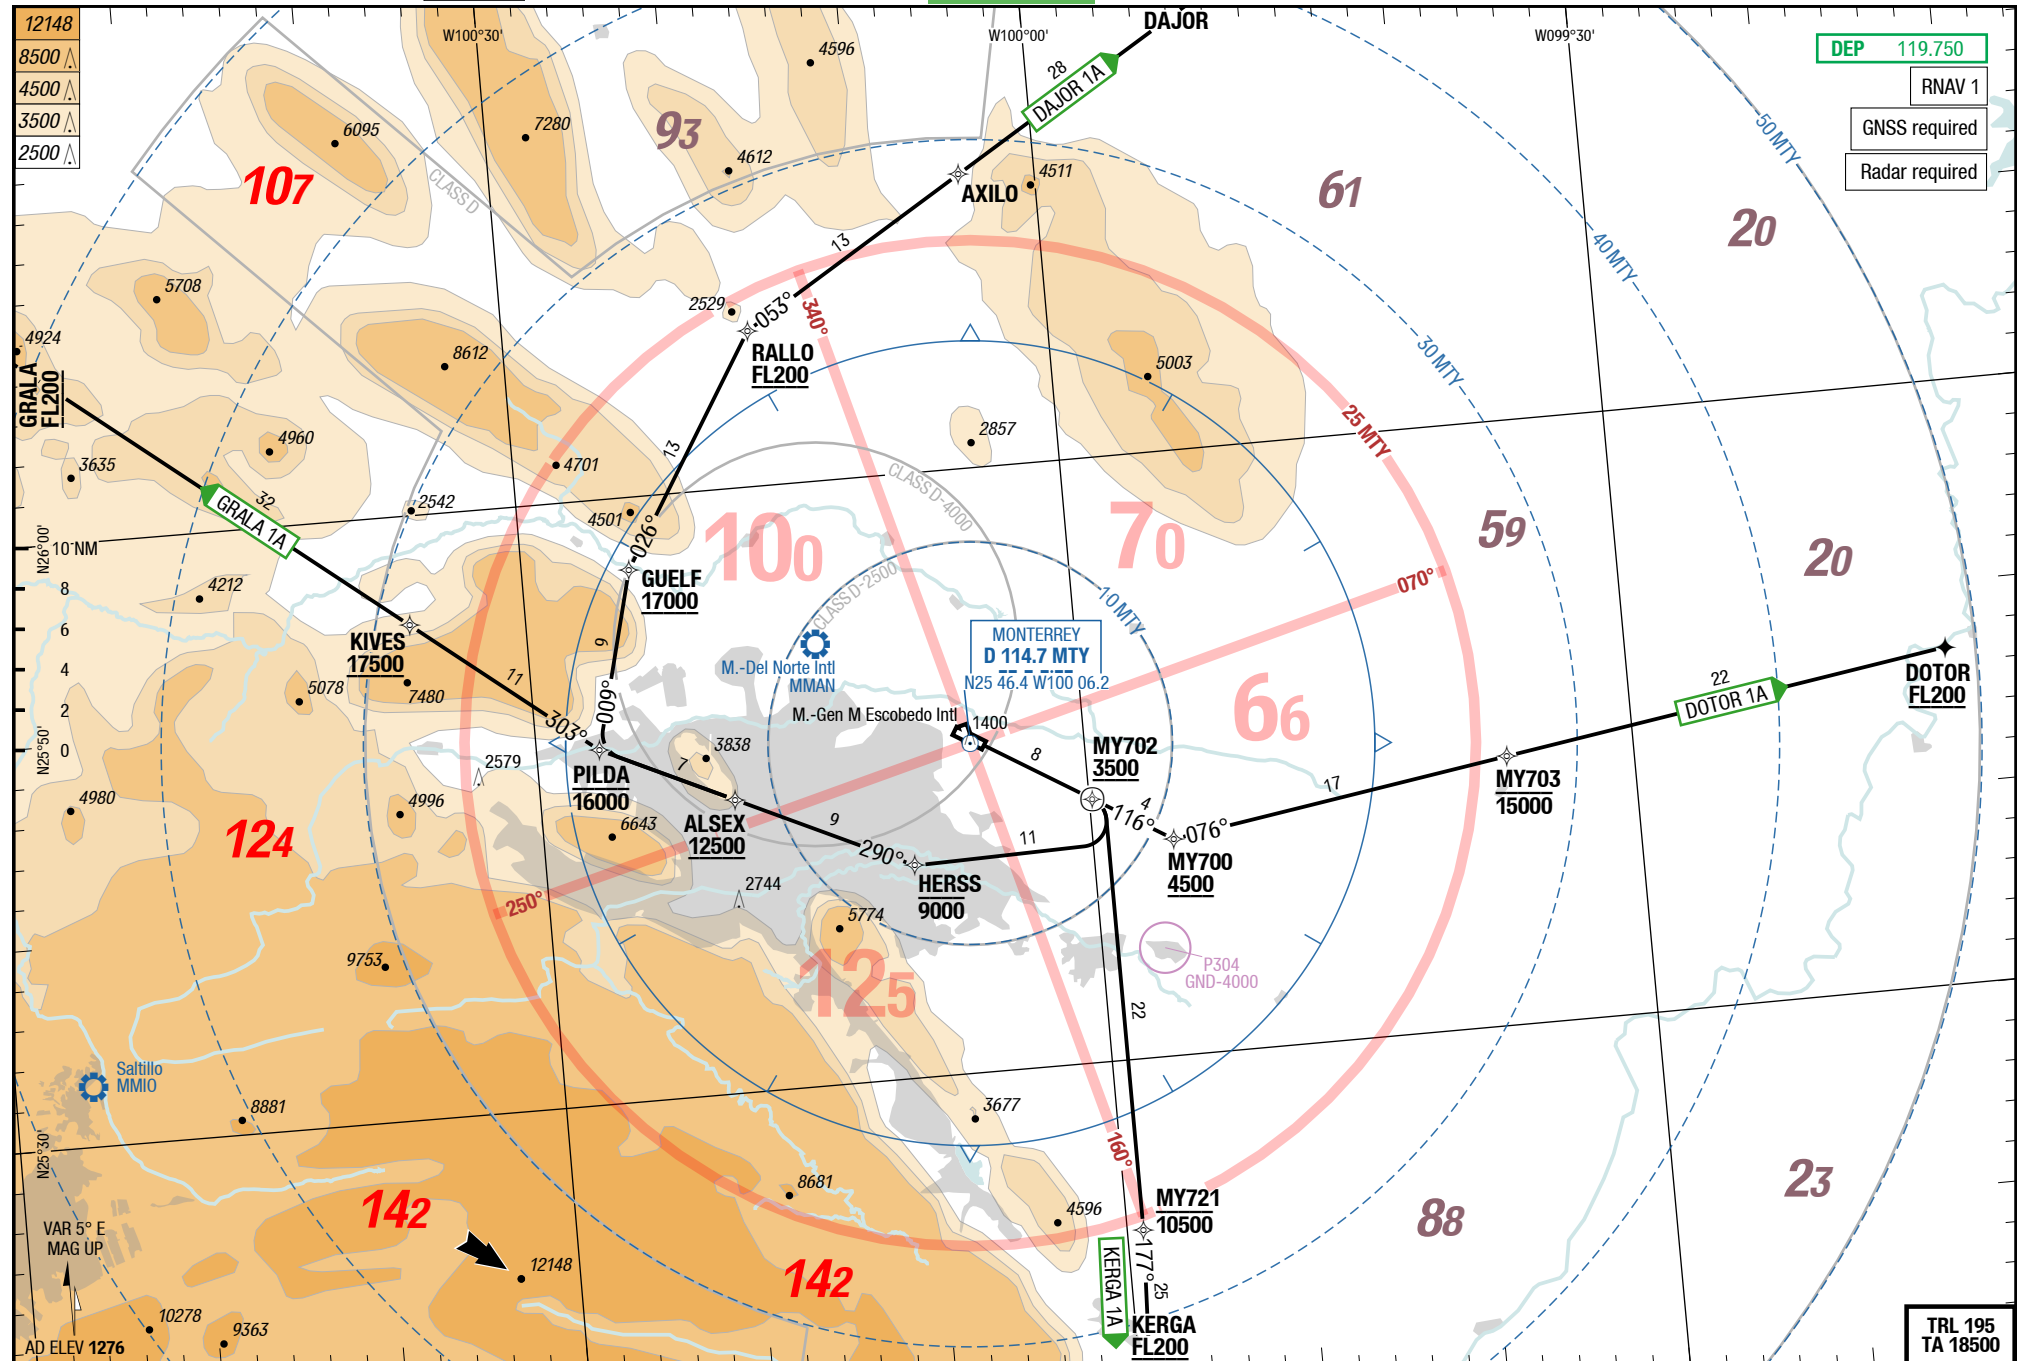 12148
8500
4500
3500
2500
W100°30'
W100°00'
W099°30'
DAJOR
28
DAJOR 1A
DEP 119.750
RNAV 1
GNSS required
Radar required
4596
6095
7280
93
4612
107
CLASS D
AXILO
4511
61
50 MTY
20
40 MTY
13
5708
2529
053°
340°
RALLO
FL200
4924
GRALA
FL200
8612
5003
30 MTY
25 MTY
4960
3635
4701
13
2857
CLASS D-4000
32
GRALA 1A
2542
4501
026°
100
70
59
20
N26°00'
10 NM
8
6
4
2
0
4212
GUELF
17000
CLASS D-2500
10 MTY
070°
KIVES
17500
9
11
M.-Del Norte Intl
MMAN
MONTERREY
D 114.7 MTY
N25 46.4 W100 06.2
5078
7480
009°
303°
M.-Gen M Escobedo Intl
1400
66
22
DOTOR 1A
DOTOR
FL200
N25°50'
2579
PILDA
16000
7
3838
8
MY702
3500
MY703
15000
17
4980
4996
124
6643
ALSEX
12500
9
290°
11
4
116°
076°
MY700
4500
HERSS
9000
250°
2744
5774
9753
125
P304
GND-4000
22
Saltillo
MMIO
8881
3677
160°
N25°30'
8681
4596
MY721
10500
142
88
23
VAR 5° E
MAG UP
12148
142
177°
25
KERGA 1A
KERGA
FL200
10278
9363
AD ELEV 1276
TRL 195
TA 18500